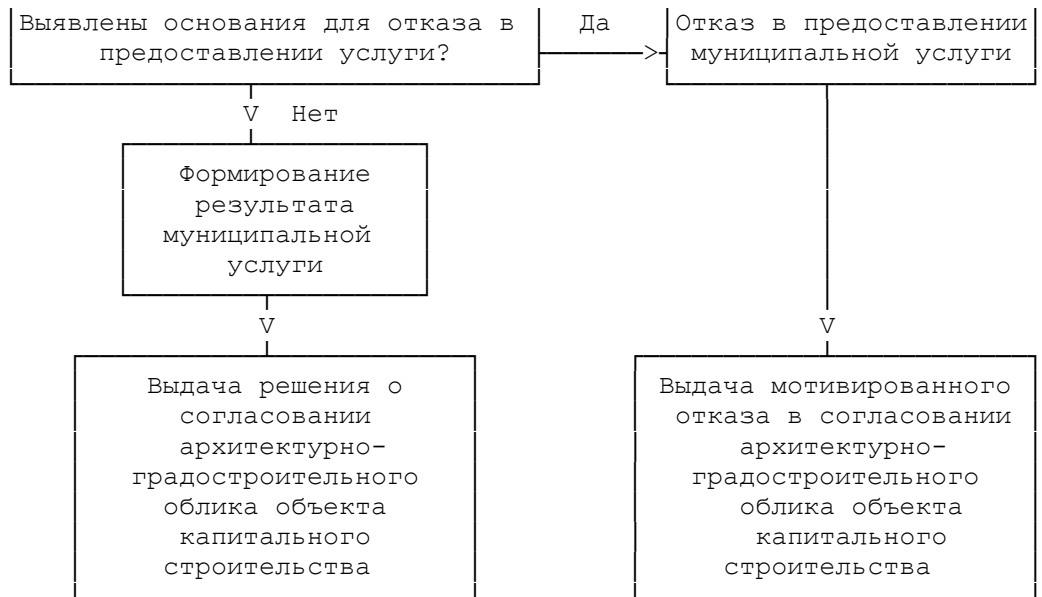 Выявлены основания для отказа в
предоставлении услуги?
Да
Отказ в предоставлении
муниципальной услуги
V Нет
Формирование
результата
муниципальной
услуги
V
V
Выдача решения о
согласовании
архитектурно-
градостроительного
облика объекта
капитального
строительства
Выдача мотивированного
отказа в согласовании
архитектурно-
градостроительного
облика объекта
капитального
строительства